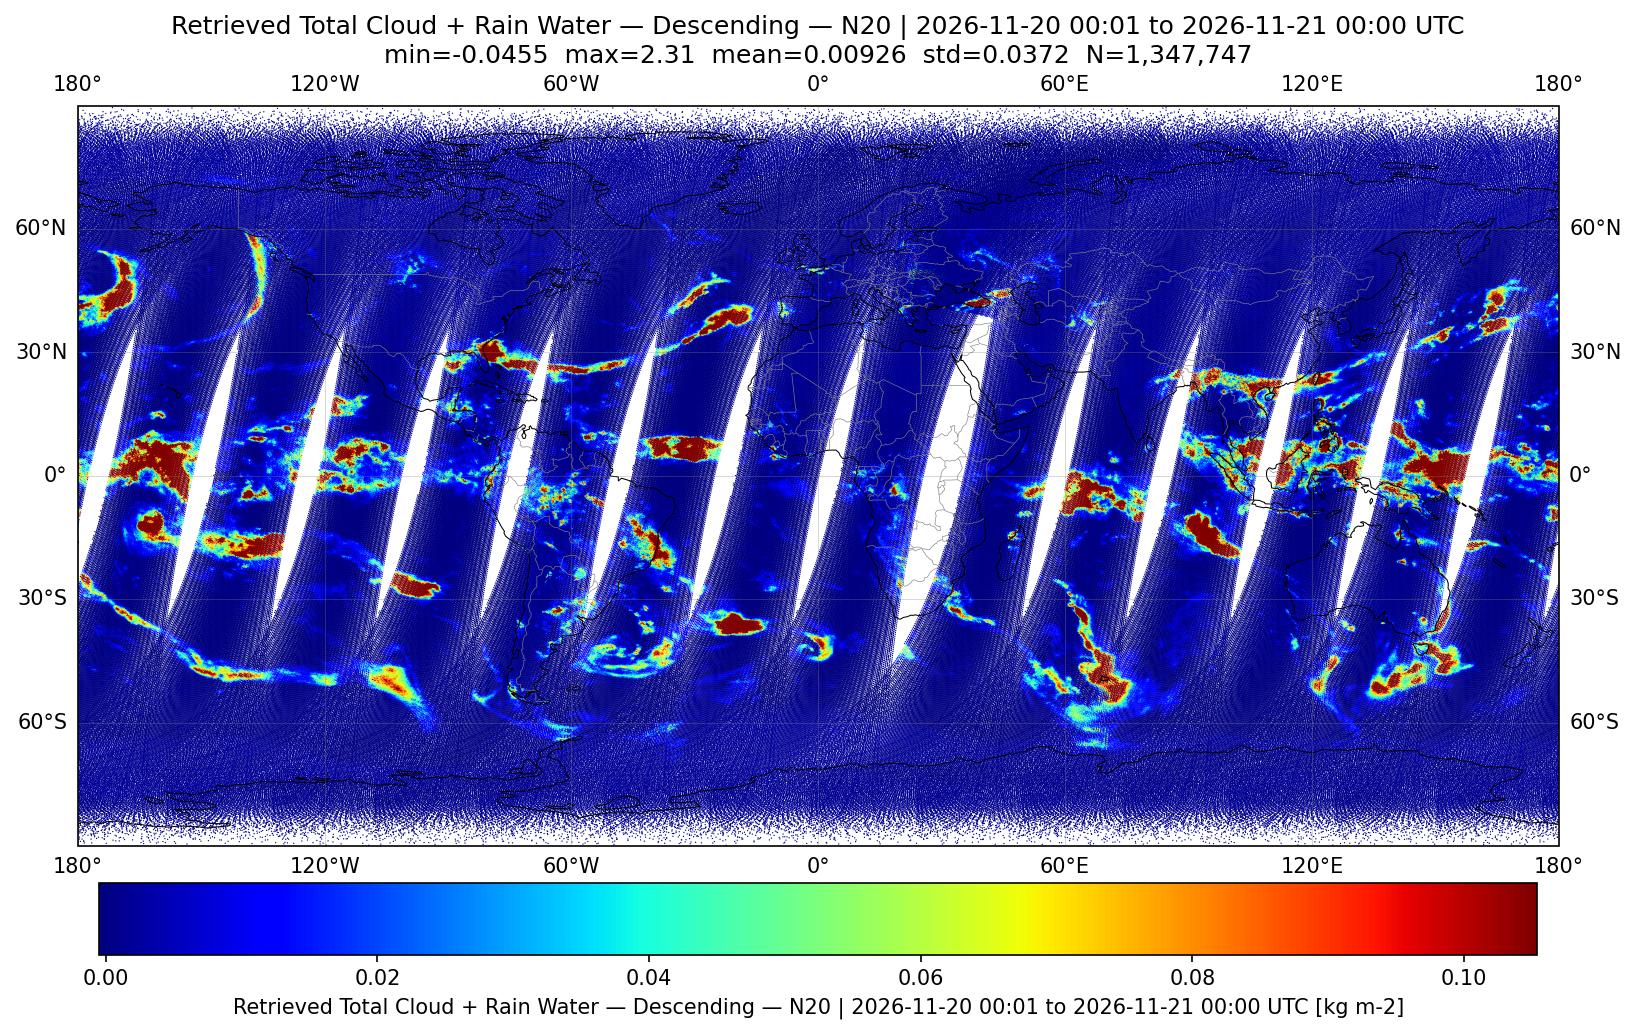 Retrieved Total Cloud + Rain Water — Descending — N20 | 2026-11-20 00:01 to 2026-11-21 00:00 UTC
min=-0.0455  max=2.31  mean=0.00926  std=0.0372  N=1,347,747
180° 120°W 60°W 0° 60°E 120°E 180°
60°N 60°N
30°N 30°N
0° 0°
30°S 30°S
60°S 60°S
180° 120°W 60°W 0° 60°E 120°E 180°
0.00 0.02 0.04 0.06 0.08 0.10
Retrieved Total Cloud + Rain Water — Descending — N20 | 2026-11-20 00:01 to 2026-11-21 00:00 UTC [kg m-2]